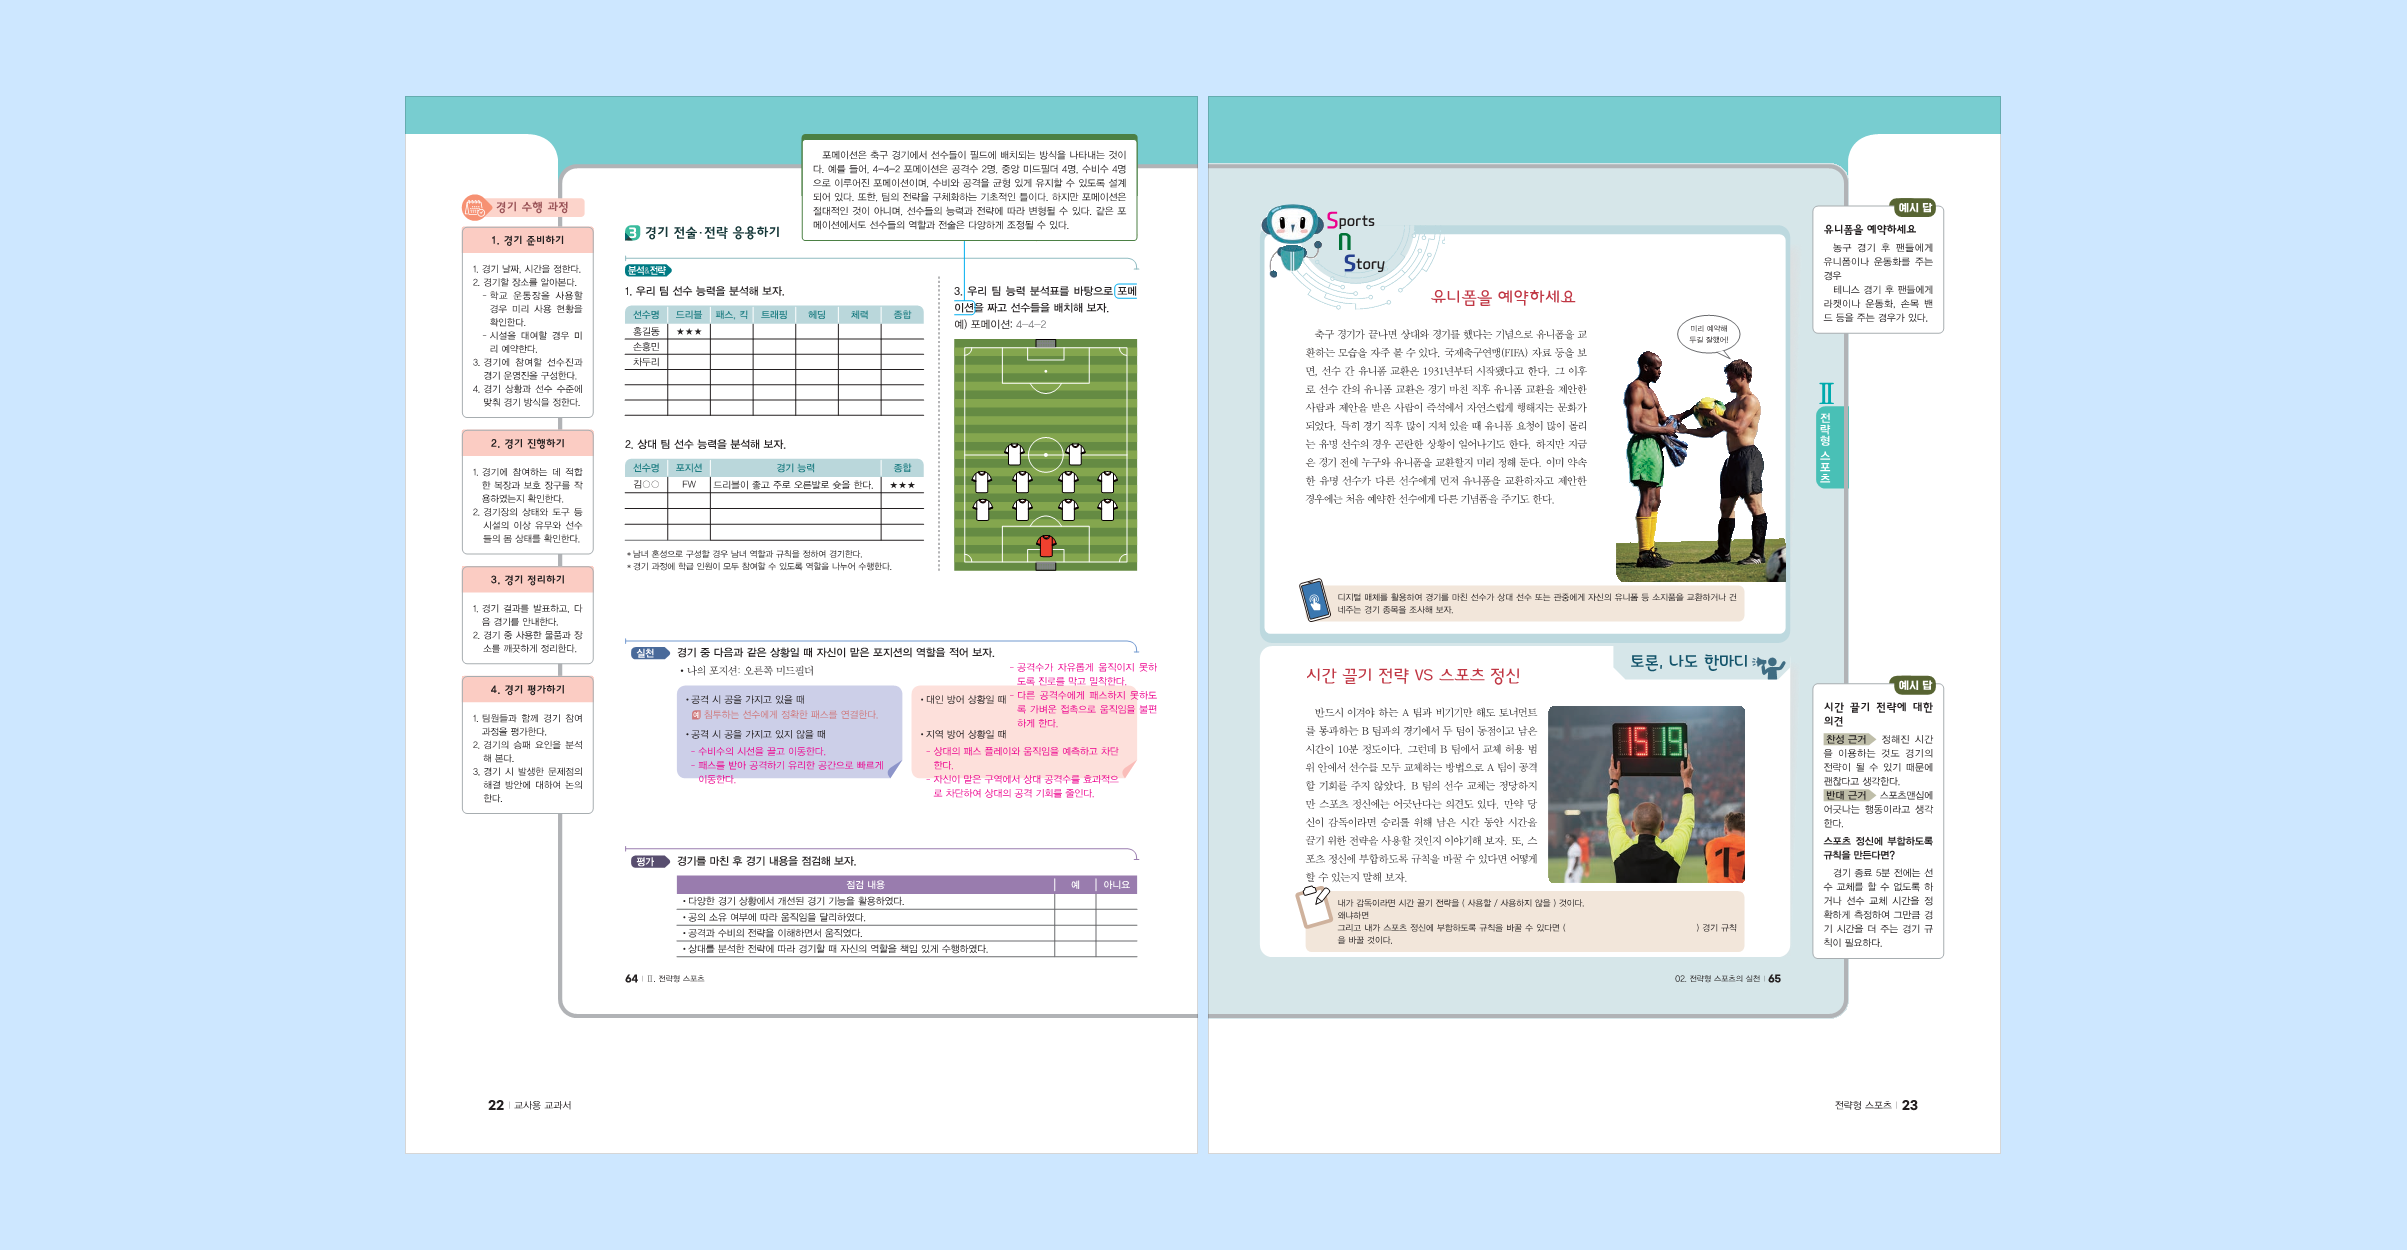 포메이션은 축구 경기에서 선수들이 필드에 배치되는 방식을 나타내는 것이
다. 예를 들어, 4-4-2 포메이션은 공격수 2명, 중앙 미드필더 4명, 수비수 4명
으로 이루어진 포메이션이며, 수비와 공격을 균형 있게 유지할 수 있도록 설계
되어 있다. 또한, 팀의 전략을 구체화하는 기초적인 틀이다. 하지만 포메이션은
절대적인 것이 아니며, 선수들의 능력과 전략에 따라 변형될 수 있다. 같은 포
메이션에서도 선수들의 역할과 전술은 다양하게 조정될 수 있다.
경기 수행 과정
1. 경기 준비하기
1. 경기 날짜, 시간을 정한다.
2. 경기할 장소를 알아본다.
- 학교 운동장을 사용할
경우 미리 사용 현황을
확인한다.
- 시설을 대여할 경우 미
리 예약한다.
3. 경기에 참여할 선수진과
경기 운영진을 구성한다.
4. 경기 상황과 선수 수준에
맞춰 경기 방식을 정한다.
2. 경기 진행하기
1. 경기에 참여하는 데 적합
한 복장과 보호 장구를 착
용하였는지 확인한다.
2. 경기장의 상태와 도구 등
시설의 이상 유무와 선수
들의 몸 상태를 확인한다.
3. 경기 정리하기
1. 경기 결과를 발표하고, 다
음 경기를 안내한다.
2. 경기 중 사용한 물품과 장
소를 깨끗하게 정리한다.
4. 경기 평가하기
1. 팀원들과 함께 경기 참여
과정을 평가한다.
2. 경기의 승패 요인을 분석
해 본다.
3. 경기 시 발생한 문제점의
해결 방안에 대하여 논의
한다.
3 경기 전술·전략 응용하기
분석&전략
1. 우리 팀 선수 능력을 분석해 보자.
선수명 드리블 패스, 킥 트래핑 헤딩 체력 종합
홍길동 ★★★
손흥민
차두리
2. 상대 팀 선수 능력을 분석해 보자.
선수명 포지션 경기 능력 종합
김○○ FW 드리블이 좋고 주로 오른발로 슛을 한다. ★★★
* 남녀 혼성으로 구성할 경우 남녀 역할과 규칙을 정하여 경기한다.
* 경기 과정에 학급 인원이 모두 참여할 수 있도록 역할을 나누어 수행한다.
3. 우리 팀 능력 분석표를 바탕으로 포메
이션을 짜고 선수들을 배치해 보자.
예) 포메이션: 4-4-2
실천 경기 중 다음과 같은 상황일 때 자신이 맡은 포지션의 역할을 적어 보자.
• 나의 포지션: 오른쪽 미드필더
• 공격 시 공을 가지고 있을 때
예 침투하는 선수에게 정확한 패스를 연결한다.
• 공격 시 공을 가지고 있지 않을 때
- 수비수의 시선을 끌고 이동한다.
- 패스를 받아 공격하기 유리한 공간으로 빠르게
이동한다.
• 대인 방어 상황일 때
- 공격수가 자유롭게 움직이지 못하
도록 진로를 막고 밀착한다.
- 다른 공격수에게 패스하지 못하도
록 가벼운 접촉으로 움직임을 불편
하게 한다.
• 지역 방어 상황일 때
- 상대의 패스 플레이와 움직임을 예측하고 차단
한다.
- 자신이 맡은 구역에서 상대 공격수를 효과적으
로 차단하여 상대의 공격 기회를 줄인다.
평가 경기를 마친 후 경기 내용을 점검해 보자.
점검 내용 예 아니요
• 다양한 경기 상황에서 개선된 경기 기능을 활용하였다.
• 공의 소유 여부에 따라 움직임을 달리하였다.
• 공격과 수비의 전략을 이해하면서 움직였다.
• 상대를 분석한 전략에 따라 경기할 때 자신의 역할을 책임 있게 수행하였다.
64 Ⅱ. 전략형 스포츠
22 교사용 교과서
Sports
n
Story
유니폼을 예약하세요
축구 경기가 끝나면 상대와 경기를 했다는 기념으로 유니폼을 교
환하는 모습을 자주 볼 수 있다. 국제축구연맹(FIFA) 자료 등을 보
면, 선수 간 유니폼 교환은 1931년부터 시작됐다고 한다. 그 이후
로 선수 간의 유니폼 교환은 경기 마친 직후 유니폼 교환을 제안한
사람과 제안을 받은 사람이 즉석에서 자연스럽게 행해지는 문화가
되었다. 특히 경기 직후 많이 지쳐 있을 때 유니폼 요청이 많이 몰리
는 유명 선수의 경우 곤란한 상황이 일어나기도 한다. 하지만 지금
은 경기 전에 누구와 유니폼을 교환할지 미리 정해 둔다. 이미 약속
한 유명 선수가 다른 선수에게 먼저 유니폼을 교환하자고 제안한
경우에는 처음 예약한 선수에게 다른 기념품을 주기도 한다.
미리 예약해
두길 잘했어!
디지털 매체를 활용하여 경기를 마친 선수가 상대 선수 또는 관중에게 자신의 유니폼 등 소지품을 교환하거나 건
네주는 경기 종목을 조사해 보자.
토론, 나도 한마디
시간 끌기 전략 VS 스포츠 정신
반드시 이겨야 하는 A 팀과 비기기만 해도 토너먼트
를 통과하는 B 팀과의 경기에서 두 팀이 동점이고 남은
시간이 10분 정도이다. 그런데 B 팀에서 교체 허용 범
위 안에서 선수를 모두 교체하는 방법으로 A 팀이 공격
할 기회를 주지 않았다. B 팀의 선수 교체는 정당하지
만 스포츠 정신에는 어긋난다는 의견도 있다. 만약 당
신이 감독이라면 승리를 위해 남은 시간 동안 시간을
끌기 위한 전략을 사용할 것인지 이야기해 보자. 또, 스
포츠 정신에 부합하도록 규칙을 바꿀 수 있다면 어떻게
할 수 있는지 말해 보자.
15 19
내가 감독이라면 시간 끌기 전략을 ( 사용할 / 사용하지 않을 ) 것이다.
왜냐하면
그리고 내가 스포츠 정신에 부합하도록 규칙을 바꿀 수 있다면 ( ) 경기 규칙
을 바꿀 것이다.
02. 전략형 스포츠의 실천 65
예시 답
유니폼을 예약하세요
농구 경기 후 팬들에게
유니폼이나 운동화를 주는
경우
테니스 경기 후 팬들에게
라켓이나 운동화, 손목 밴
드 등을 주는 경우가 있다.
Ⅱ
전략형 스포츠
예시 답
시간 끌기 전략에 대한
의견
찬성 근거 정해진 시간
을 이용하는 것도 경기의
전략이 될 수 있기 때문에
괜찮다고 생각한다.
반대 근거 스포츠맨십에
어긋나는 행동이라고 생각
한다.
스포츠 정신에 부합하도록
규칙을 만든다면?
경기 종료 5분 전에는 선
수 교체를 할 수 없도록 하
거나 선수 교체 시간을 정
확하게 측정하여 그만큼 경
기 시간을 더 주는 경기 규
칙이 필요하다.
전략형 스포츠 23